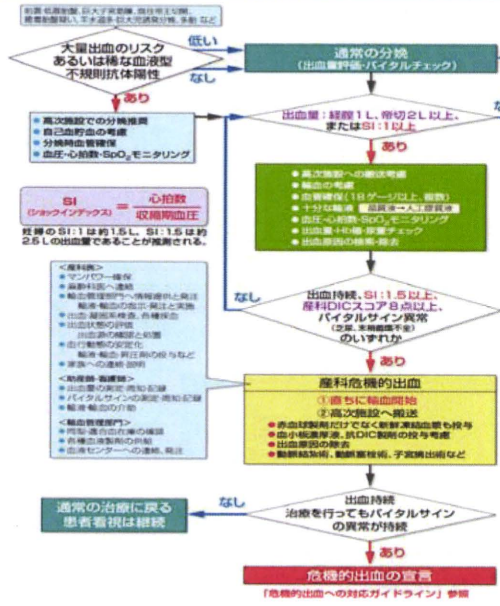 前置・低置胎盤、巨大子宮筋腫、既往帝王切開、
癒着胎盤疑い、羊水過多・巨大児誘発分娩、多胎 など
大量出血のリスク
あるいは稀な血液型
不規則抗体陽性
低い
なし
通常の分娩
(出血量評価・バイタルチェック)
な
あり
●高次施設での分娩推奨
●自己血貯血の考慮
●分娩時血管確保
●血圧・心拍数・SpO₂モニタリング
出血量:経腟1L、帝切2L以上、
またはSI:1以上
あり
●高次施設への搬送考慮
●輸血の考慮
●血管確保(18ゲージ以上、複数)
●十分な輸液 晶質液→人工膠質液
●血圧・心拍数・SpO₂モニタリング
●出血量・Hb値・尿量チェック
●出血原因の検索・除去
SI
(ショックインデックス)
=
心拍数
収縮期血圧
妊婦のSI:1は約1.5L、SI:1.5は約
2.5Lの出血量であることが推測される。
なし
出血持続、SI:1.5以上、
産科DICスコア8点以上、
バイタルサイン異常
(乏尿、末梢循環不全)
のいずれか
あり
<産科医>
●マンパワー確保
●麻酔科医へ連絡
●輸血管理部門へ情報提供と発注
輸液・輸血の指示・発注と実施
●出血・凝固系検査、各種採血
●出血状態の評価
出血源の確認と処置
●血行動態の安定化
輸液・輸血・昇圧剤の投与など
●家族への連絡・説明
<助産師・看護師>
●出血量の測定・周知・記録
●バイタルサインの測定・周知・記録
●輸液・輸血の介助
<輸血管理部門>
●同型・適合血在庫の確認
●各種血液製剤の供給
●血液センターへの連絡、発注
産科危機的出血
①直ちに輸血開始
②高次施設へ搬送
●赤血球製剤だけでなく新鮮凍結血漿も投与
●血小板濃厚液、抗DIC製剤の投与考慮
●出血原因の除去
●動脈結紮術、動脈塞栓術、子宮摘出術など
通常の治療に戻る
患者看視は継続
なし
出血持続
治療を行ってもバイタルサイン
の異常が持続
あり
危機的出血の宣言
「危機的出血への対応ガイドライン」参照